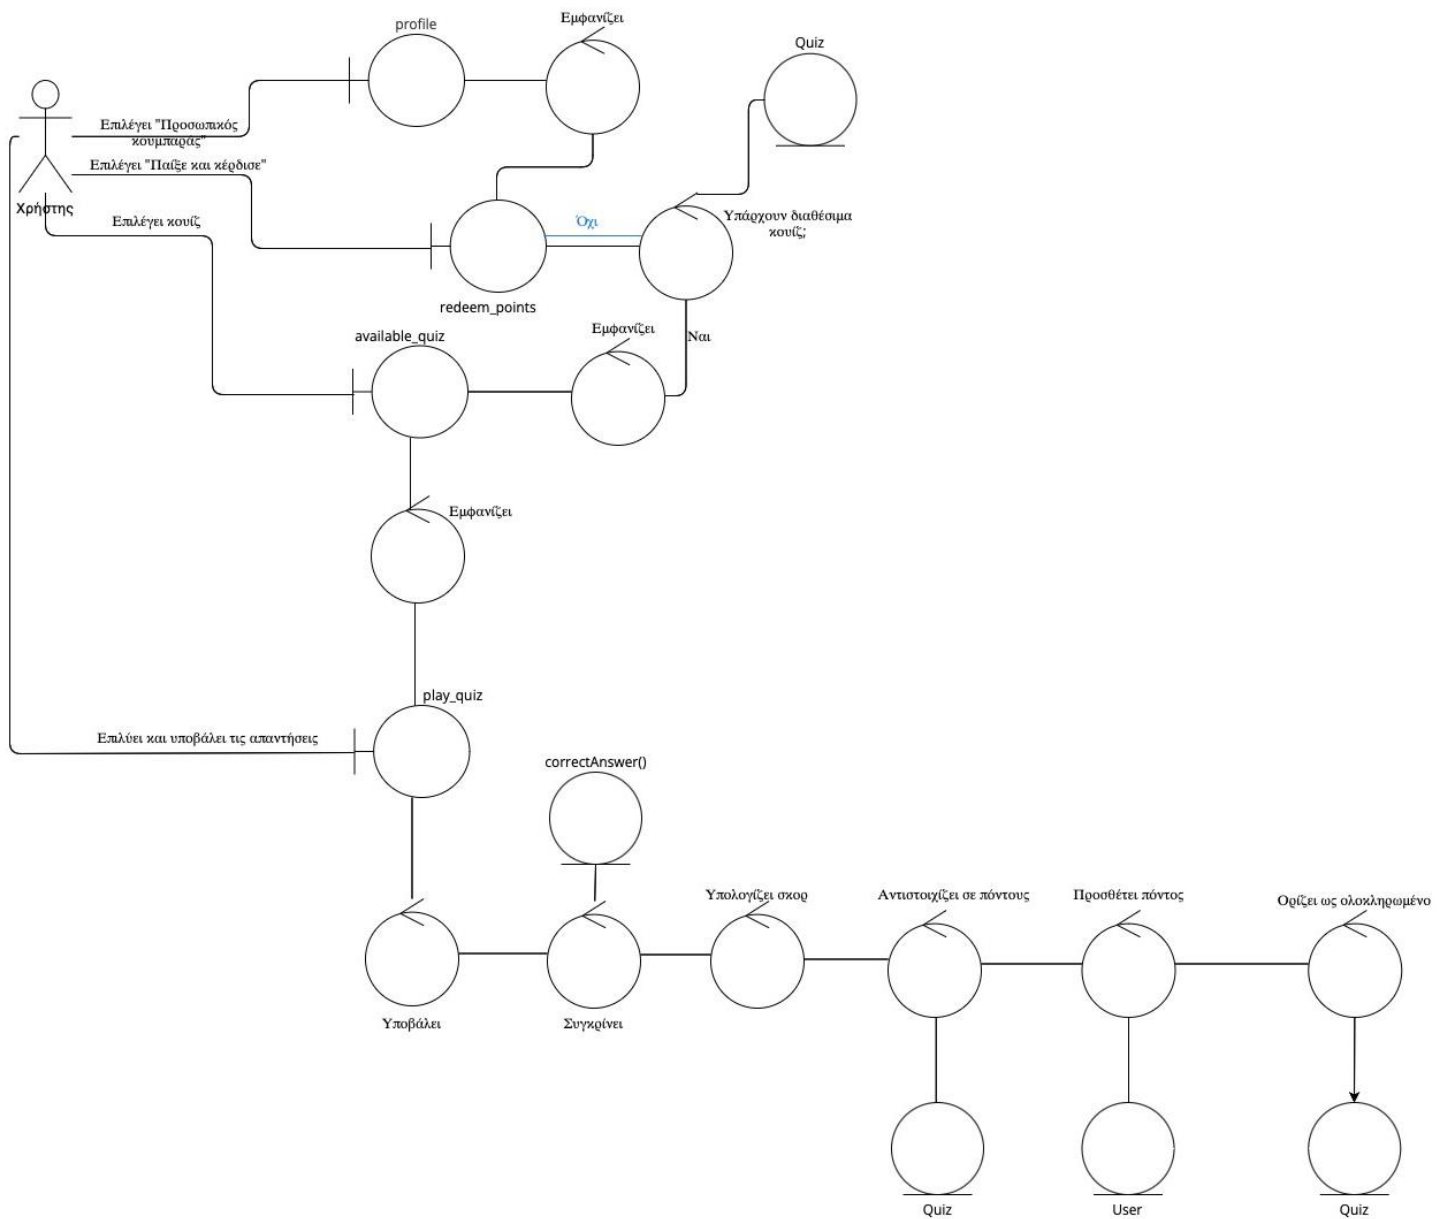 profile
Εμφανίζει
Quiz
Επιλέγει "Προσωπικός
κουμπαράς"
Επιλέγει "Παίξε και κέρδισε"
Χρήστης
Επιλέγει κουίζ
Όχι
Υπάρχουν διαθέσιμα
κουίζ;
redeem_points
available_quiz
Εμφανίζει
Ναι
Εμφανίζει
play_quiz
Επιλύει και υποβάλει τις απαντήσεις
correctAnswer()
Υπολογίζει σκορ
Αντιστοιχίζει σε πόντους
Προσθέτει πόντος
Ορίζει ως ολοκληρωμένο
Υποβάλει
Συγκρίνει
Quiz
User
Quiz